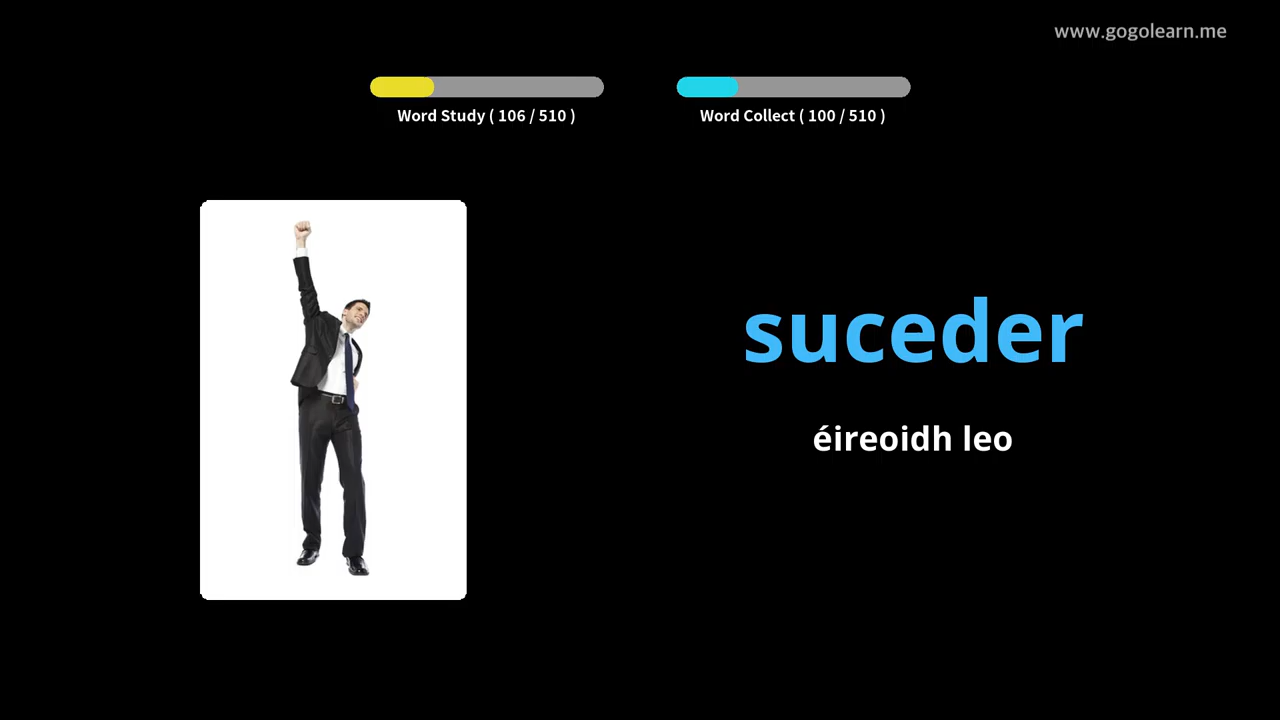 www.gogolearn.me
Word Study ( 106 / 510 )
Word Collect ( 100 / 510 )
suceder
éireoidh leo